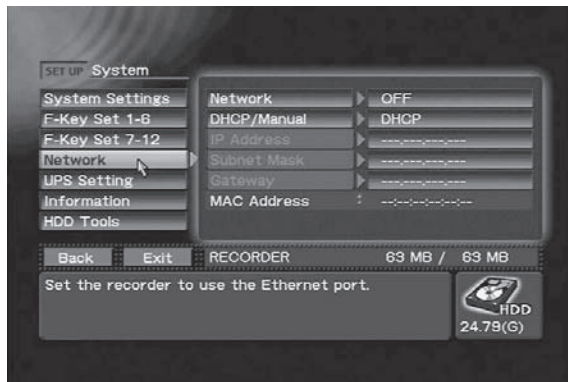 SET UP System
System Settings
F-Key Set 1-6
F-Key Set 7-12
Network
UPS Setting
Information
HDD Tools
Network OFF
DHCP/Manual DHCP
IP Address ---.---.---.---
Subnet Mask ---.---.---.---
Gateway ---.---.---.---
MAC Address : --:--:--:--:--:--
Back Exit RECORDER 63 MB / 63 MB
Set the recorder to use the Ethernet port.
HDD
24.79(G)